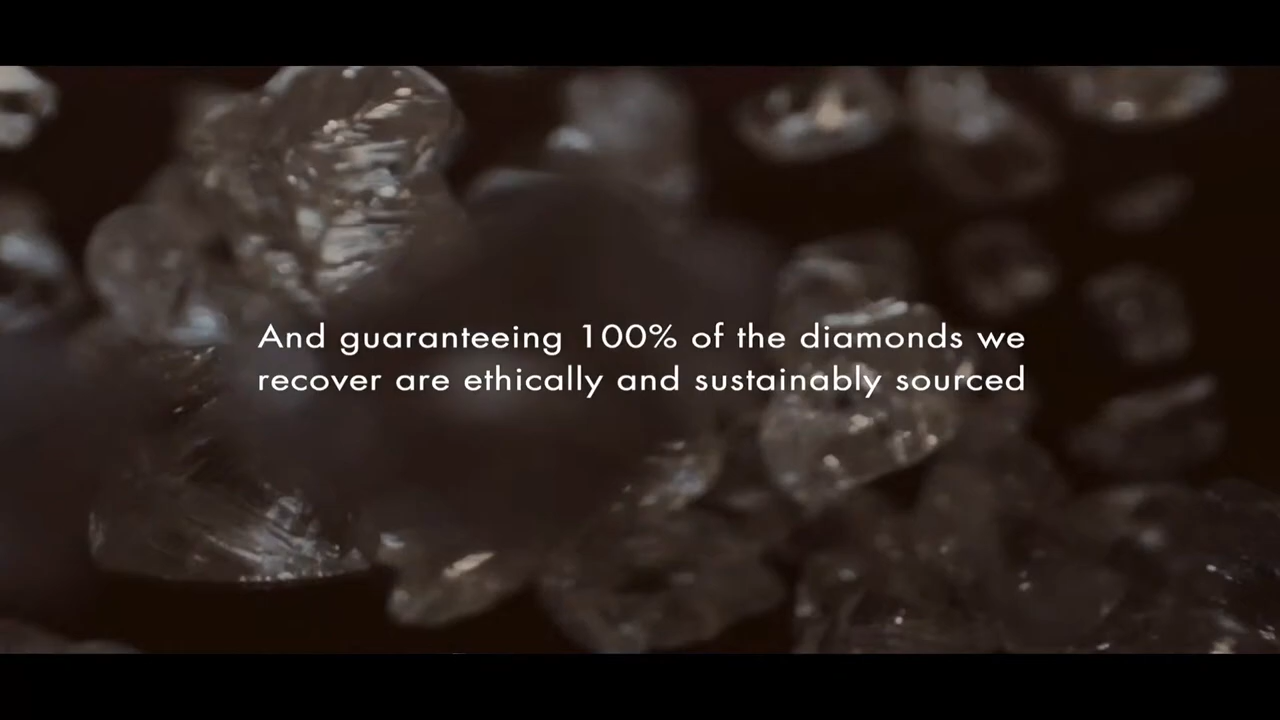 And guaranteeing 100% of the diamonds we
recover are ethically and sustainably sourced